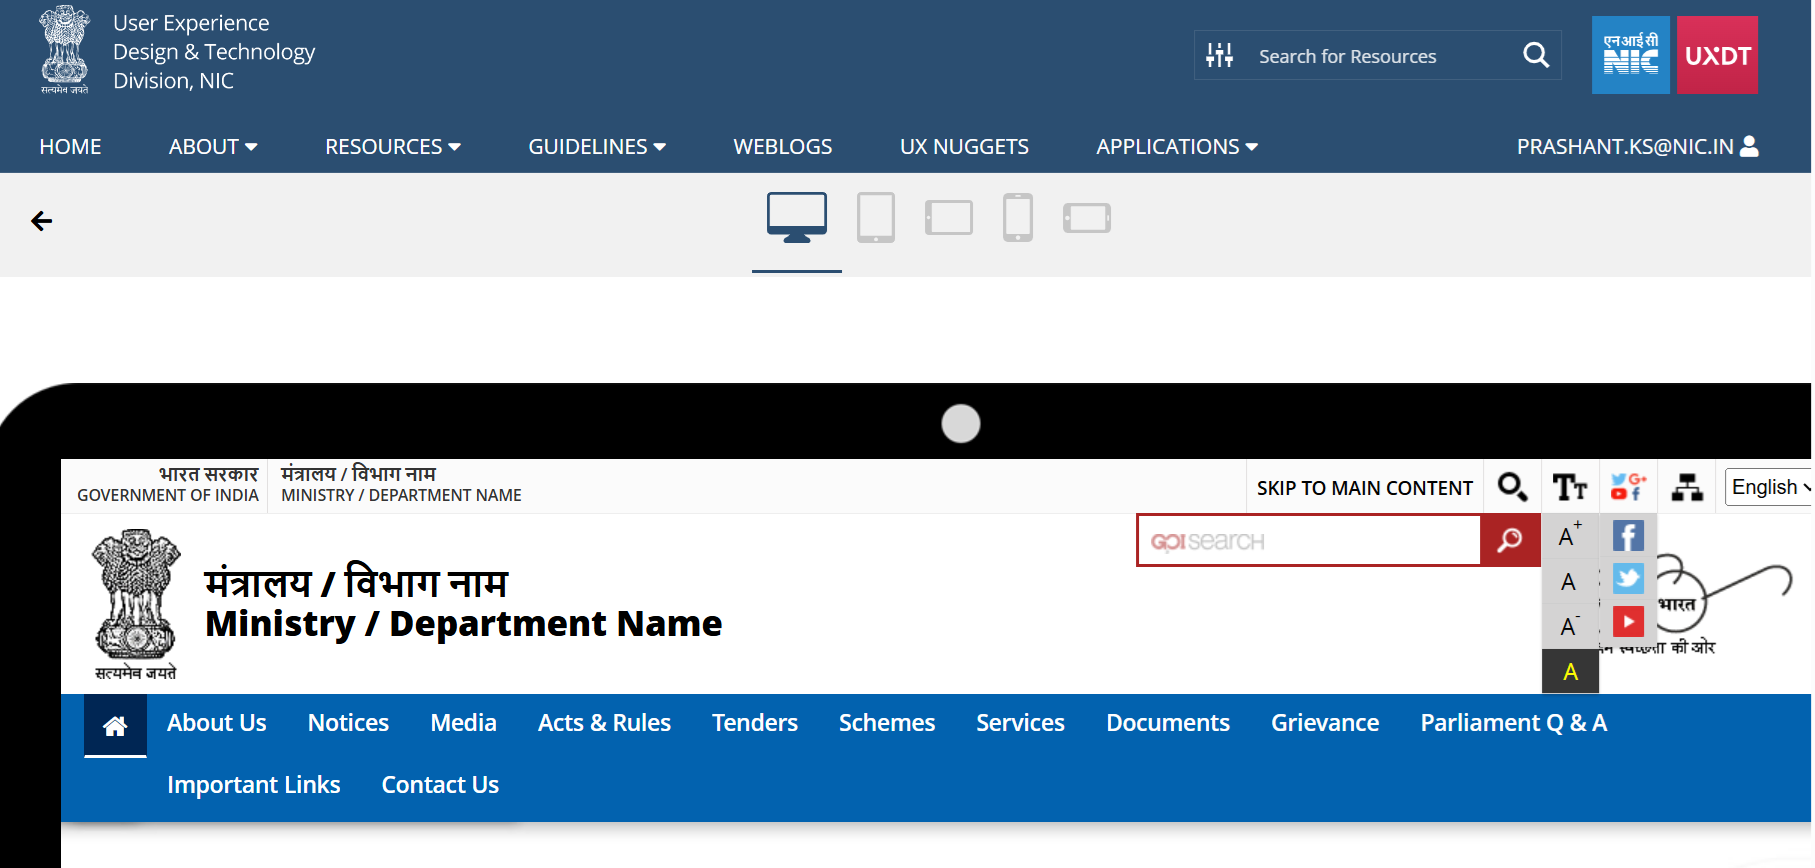 User Experience
Design & Technology
Division, NIC
सत्यमेव जयते
Search for Resources
एनआईसी
NIC
UXDT
HOME
ABOUT
RESOURCES
GUIDELINES
WEBLOGS
UX NUGGETS
APPLICATIONS
PRASHANT.KS@NIC.IN
भारत सरकार
GOVERNMENT OF INDIA
मंत्रालय / विभाग नाम
MINISTRY / DEPARTMENT NAME
SKIP TO MAIN CONTENT
TT
G+
f
English
GOI SEARCH
A+
A
A-
A
f
भारत
स्वच्छता की ओर
सत्यमेव जयते
मंत्रालय / विभाग नाम
Ministry / Department Name
About Us
Notices
Media
Acts & Rules
Tenders
Schemes
Services
Documents
Grievance
Parliament Q & A
Important Links
Contact Us